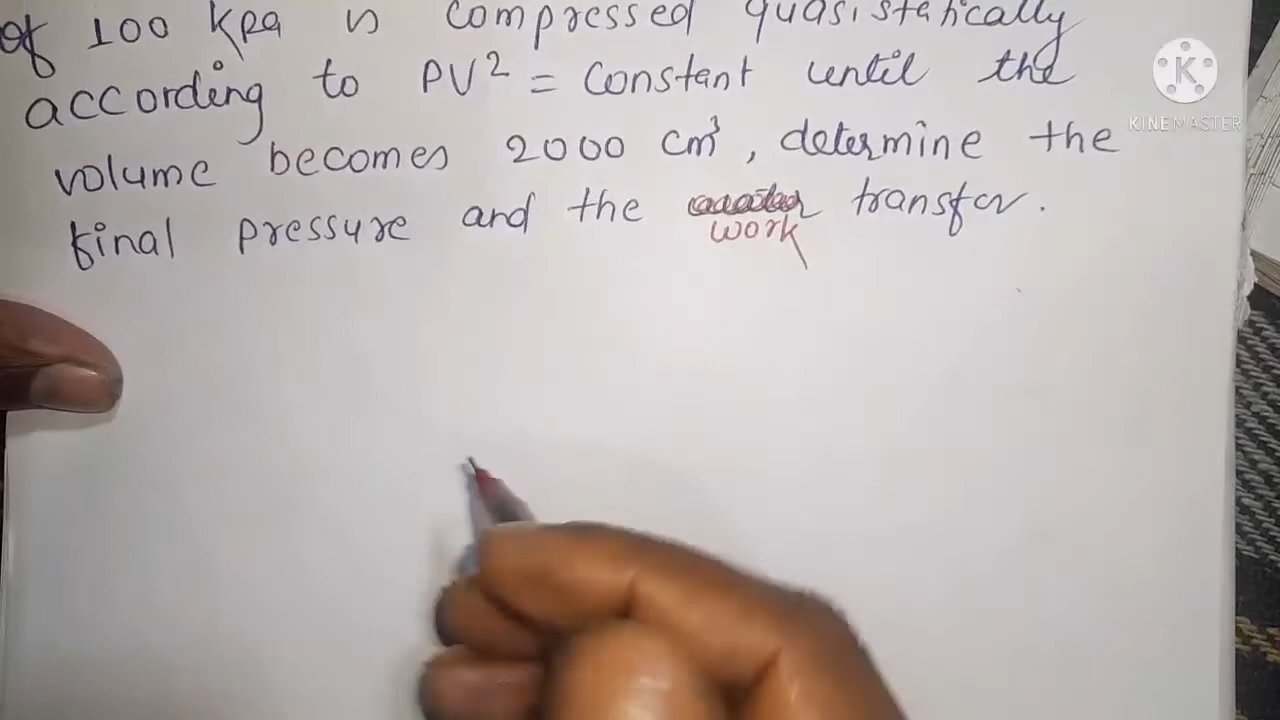 of 100 kpa is compressed quasistatically
according to PV² = constant until the
volume becomes 2000 cm³, determine the
final pressure and the work transfer.
KINEMASTER